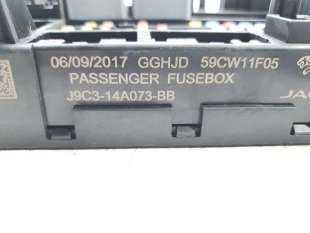 06/09/2017 GGHJD 59CW11F05
PASSENGER FUSEBOX
J9C3-14A073-BB